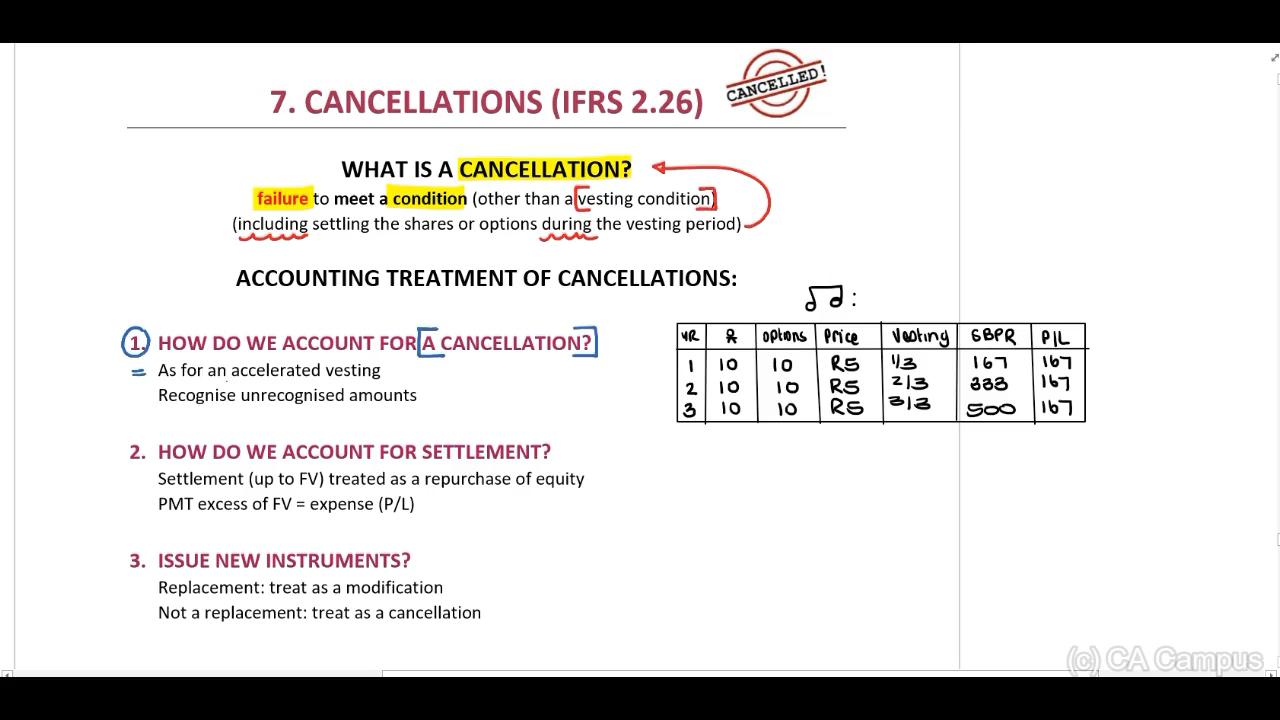 7. CANCELLATIONS (IFRS 2.26)
CANCELLED!
WHAT IS A CANCELLATION?
failure to meet a condition (other than a vesting condition)
(including settling the shares or options during the vesting period)
ACCOUNTING TREATMENT OF CANCELLATIONS:
1. HOW DO WE ACCOUNT FOR A CANCELLATION?
As for an accelerated vesting
Recognise unrecognised amounts
2. HOW DO WE ACCOUNT FOR SETTLEMENT?
Settlement (up to FV) treated as a repurchase of equity
PMT excess of FV = expense (P/L)
3. ISSUE NEW INSTRUMENTS?
Replacement: treat as a modification
Not a replacement: treat as a cancellation
YR options Price Vesting SBPR P/L
1 10 10 R5 1/3 167 167
2 10 10 R5 2/3 333 167
3 10 10 R5 3/3 500 167
(c) CA Campus